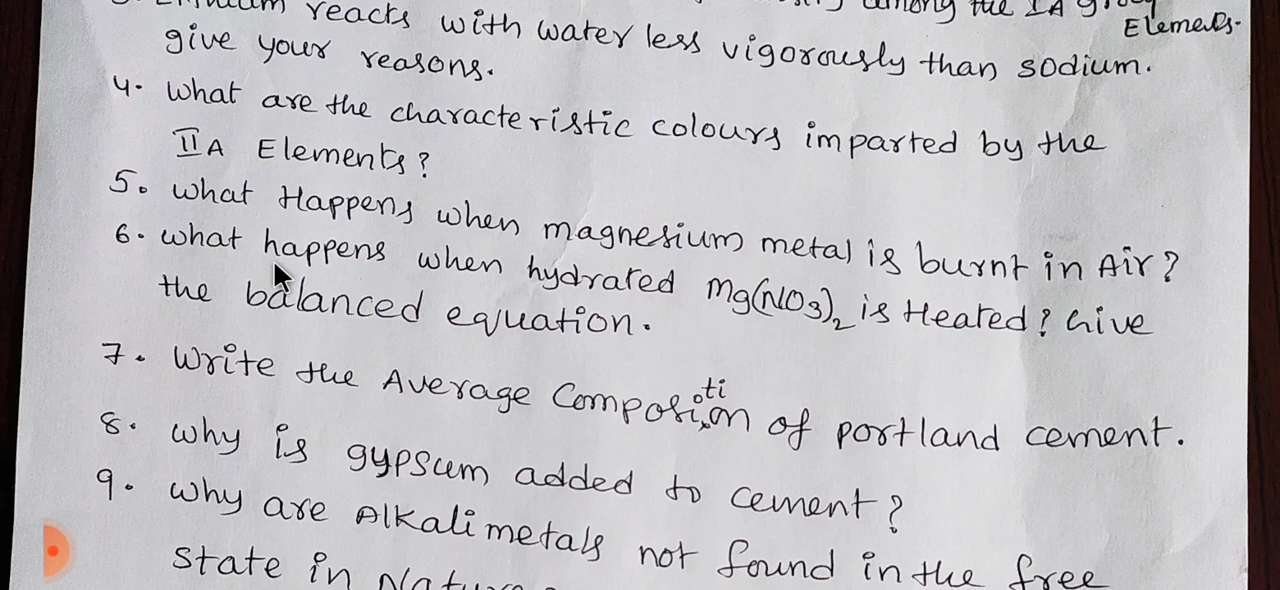 reacts with water less vigorously than sodium.
Elements.
give your reasons.
4. what are the characteristic colours imparted by the
IIA Elements?
5. what Happens when magnesium metal is burnt in Air?
6. what happens when hydrated Mg(NO3)2 is Heated? Give
the balanced equation.
7. Write the Average Composition of portland cement.
8. why is gypsum added to cement?
9. why are Alkali metals not found in the free
state in Nature